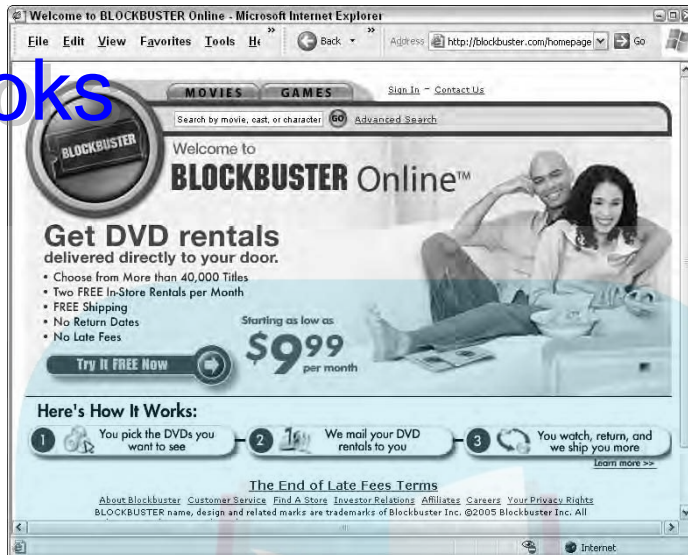 Welcome to BLOCKBUSTER Online - Microsoft Internet Explorer
File Edit View Favorites Tools Back Address http://blockbuster.com/homepage Go
oks
MOVIES GAMES Sign In - Contact Us
Search by movie, cast, or character GO Advanced Search
BLOCKBUSTER
Welcome to
BLOCKBUSTER Online™
Get DVD rentals
delivered directly to your door.
• Choose from More than 40,000 Titles
• Two FREE In-Store Rentals per Month
• FREE Shipping
• No Return Dates
• No Late Fees
Starting as low as
$9.99
per month
Try It FREE Now
Here's How It Works:
1 You pick the DVDs you want to see
2 We mail your DVD rentals to you
3 You watch, return, and we ship you more
Learn more >>
The End of Late Fees Terms
About Blockbuster Customer Service Find A Store Investor Relations Affiliates Careers Your Privacy Rights
BLOCKBUSTER name, design and related marks are trademarks of Blockbuster Inc. ©2005 Blockbuster Inc. All
Internet